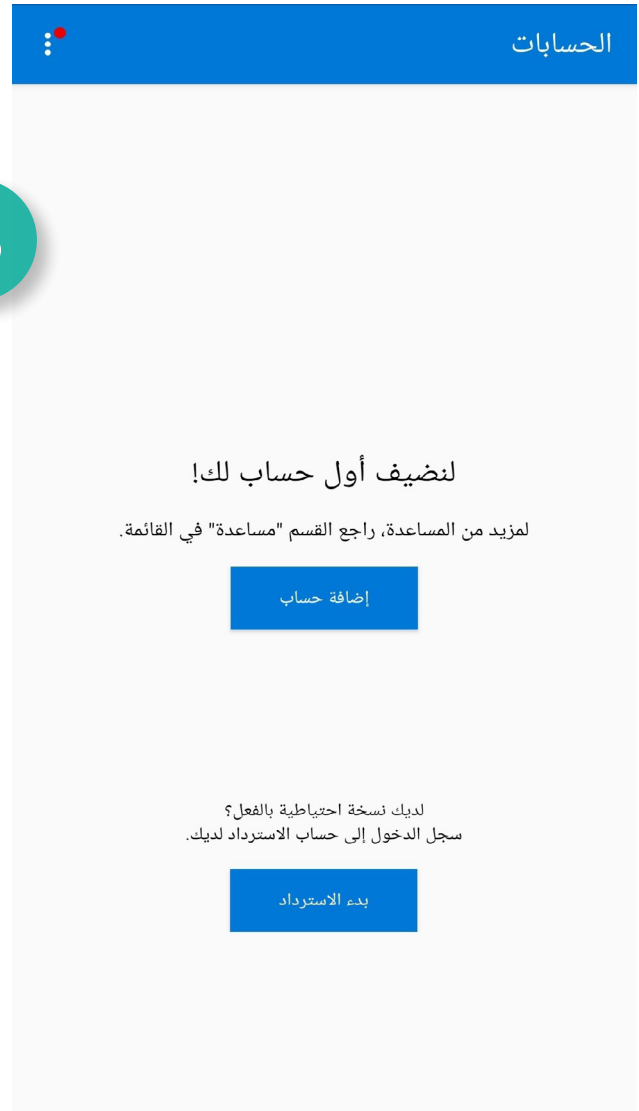 الحسابات
لنضيف أول حساب لك!
لمزيد من المساعدة، راجع القسم "مساعدة" في القائمة.
إضافة حساب
لديك نسخة احتياطية بالفعل؟
سجل الدخول إلى حساب الاسترداد لديك.
بدء الاسترداد